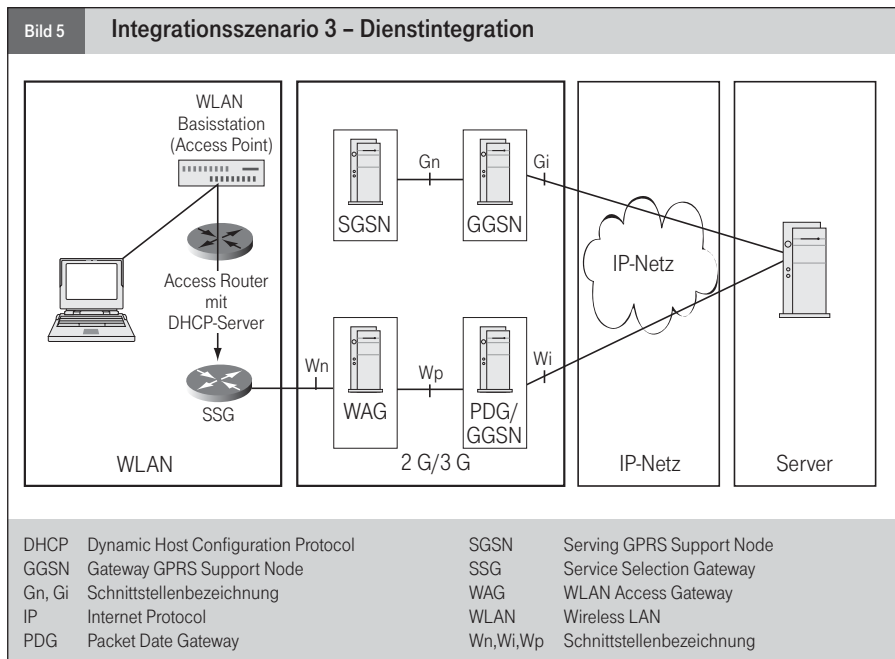 Bild 5
Integrationsszenario 3 – Dienstintegration
WLAN
Basisstation
(Access Point)
Access Router
mit
DHCP-Server
SSG
WLAN
SGSN
Gn
GGSN
Gi
Wn
WAG
Wp
PDG/
GGSN
Wi
2 G/3 G
IP-Netz
IP-Netz
Server
DHCP Dynamic Host Configuration Protocol
GGSN Gateway GPRS Support Node
Gn, Gi Schnittstellenbezeichnung
IP Internet Protocol
PDG Packet Date Gateway
SGSN Serving GPRS Support Node
SSG Service Selection Gateway
WAG WLAN Access Gateway
WLAN Wireless LAN
Wn,Wi,Wp Schnittstellenbezeichnung